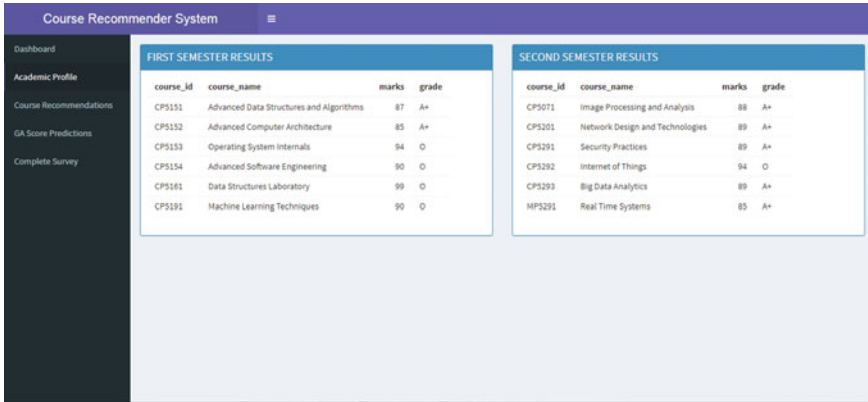 Course Recommender System
Dashboard
Academic Profile
Course Recommendations
GA Score Predictions
Complete Survey
FIRST SEMESTER RESULTS
course_id course_name marks grade
CP5151 Advanced Data Structures and Algorithms 87 A+
CP5152 Advanced Computer Architecture 85 A+
CP5153 Operating System Internals 94 O
CP5154 Advanced Software Engineering 90 O
CP5161 Data Structures Laboratory 99 O
CP5191 Machine Learning Techniques 90 O
SECOND SEMESTER RESULTS
course_id course_name marks grade
CP5071 Image Processing and Analysis 88 A+
CP5201 Network Design and Technologies 89 A+
CP5291 Security Practices 89 A+
CP5292 Internet of Things 94 O
CP5293 Big Data Analytics 89 A+
MP5291 Real Time Systems 85 A+